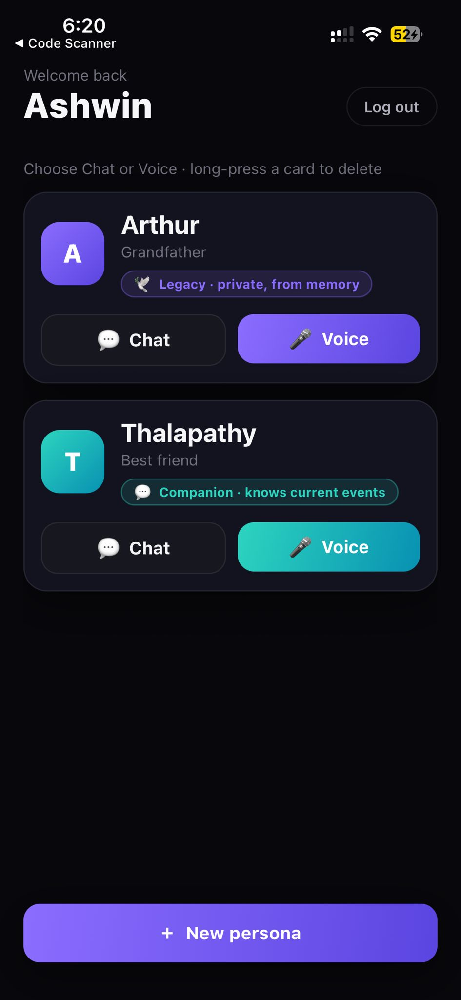 6:20
◀ Code Scanner
52
Welcome back
Ashwin
Log out
Choose Chat or Voice · long-press a card to delete
A
Arthur
Grandfather
🕊️ Legacy · private, from memory
💬 Chat
🎤 Voice
T
Thalapathy
Best friend
💬 Companion · knows current events
💬 Chat
🎤 Voice
+ New persona